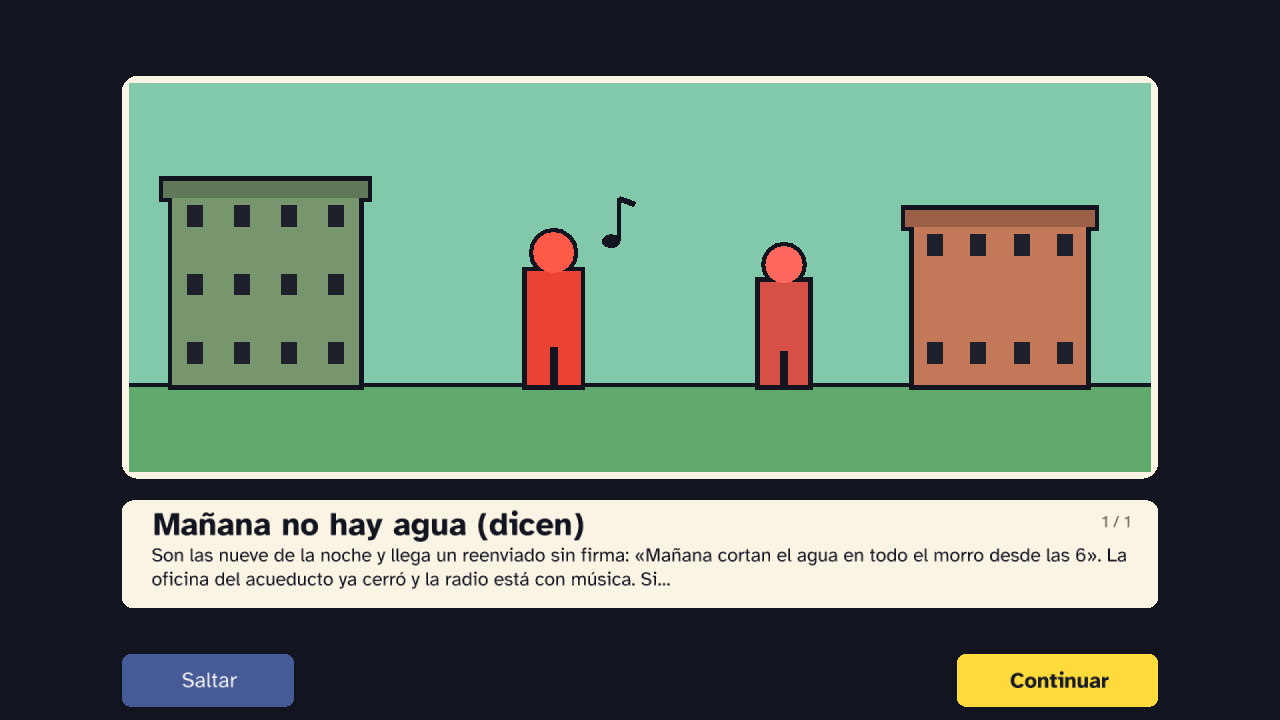 Mañana no hay agua (dicen)
1 / 1
Son las nueve de la noche y llega un reenviado sin firma: «Mañana cortan el agua en todo el morro desde las 6». La
oficina del acueducto ya cerró y la radio está con música. Si...
Saltar
Continuar